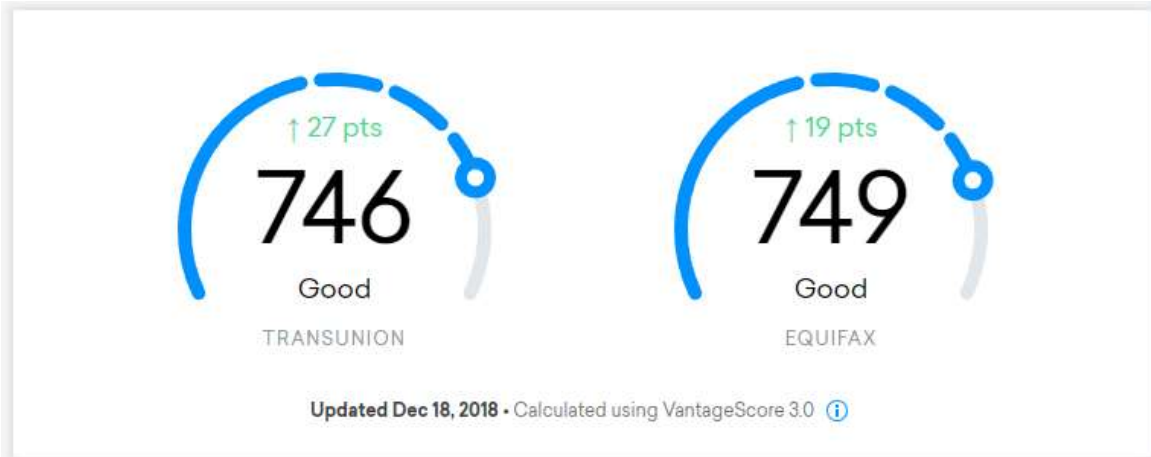 ↑ 27 pts
746
Good
TRANSUNION
↑ 19 pts
749
Good
EQUIFAX
Updated Dec 18, 2018 • Calculated using VantageScore 3.0 ⓘ